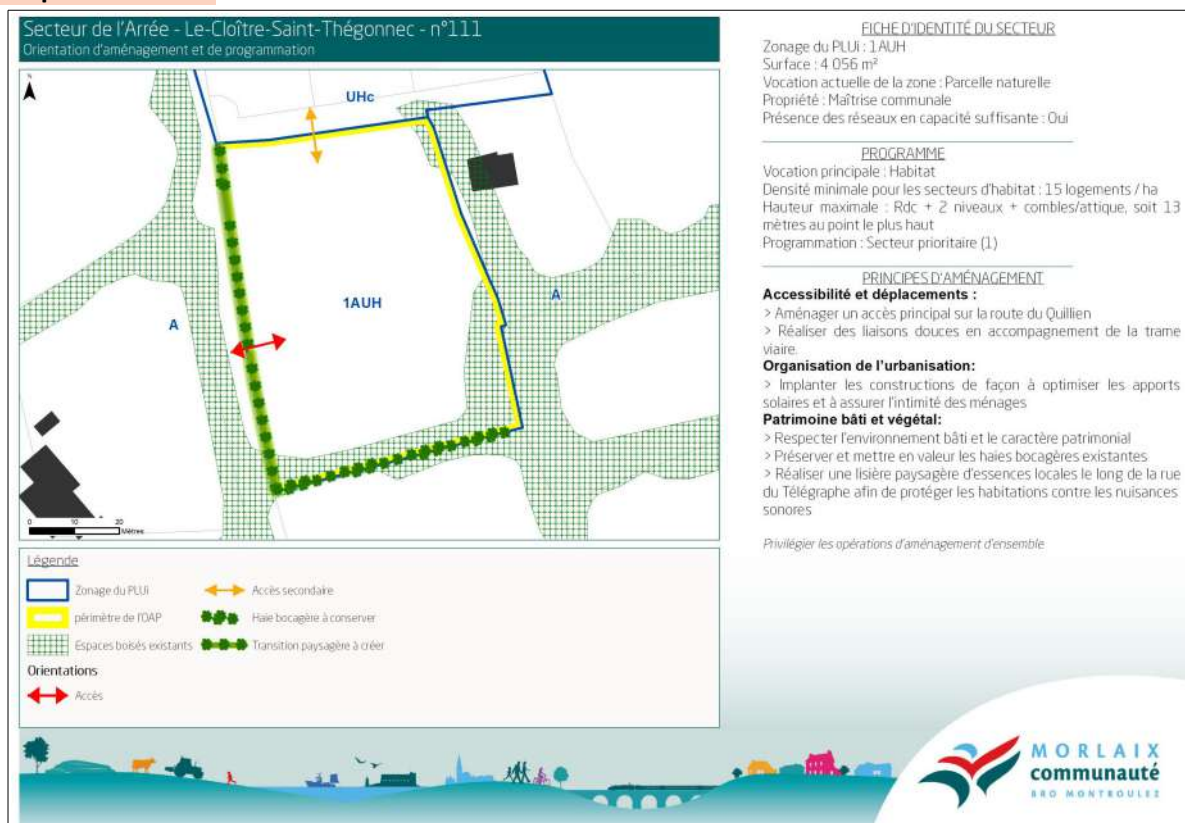 Secteur de l'Arrée - Le-Cloître-Saint-Thégonnec - n°111
Orientation d'aménagement et de programmation
N
UHc
1AUH
A
A
0 10 20
Mètres
Légende
Zonage du PLUi
périmètre de l'OAP
Espaces boisés existants
Orientations
Accès
Accès secondaire
Haie bocagère à conserver
Transition paysagère à créer
FICHE D'IDENTITÉ DU SECTEUR
Zonage du PLUi : 1AUH
Surface : 4 056 m²
Vocation actuelle de la zone : Parcelle naturelle
Propriété : Maîtrise communale
Présence des réseaux en capacité suffisante : Oui
PROGRAMME
Vocation principale : Habitat
Densité minimale pour les secteurs d'habitat : 15 logements / ha
Hauteur maximale : Rdc + 2 niveaux + combles/attique, soit 13
mètres au point le plus haut
Programmation : Secteur prioritaire (1)
PRINCIPES D'AMÉNAGEMENT
Accessibilité et déplacements :
> Aménager un accès principal sur la route du Quillien
> Réaliser des liaisons douces en accompagnement de la trame
viaire.
Organisation de l'urbanisation:
> Implanter les constructions de façon à optimiser les apports
solaires et à assurer l'intimité des ménages
Patrimoine bâti et végétal:
> Respecter l'environnement bâti et le caractère patrimonial
> Préserver et mettre en valeur les haies bocagères existantes
> Réaliser une lisière paysagère d'essences locales le long de la rue
du Télégraphe afin de protéger les habitations contre les nuisances
sonores
Privilégier les opérations d'aménagement d'ensemble
MORLAIX
communauté
BRO MONTROULEZ